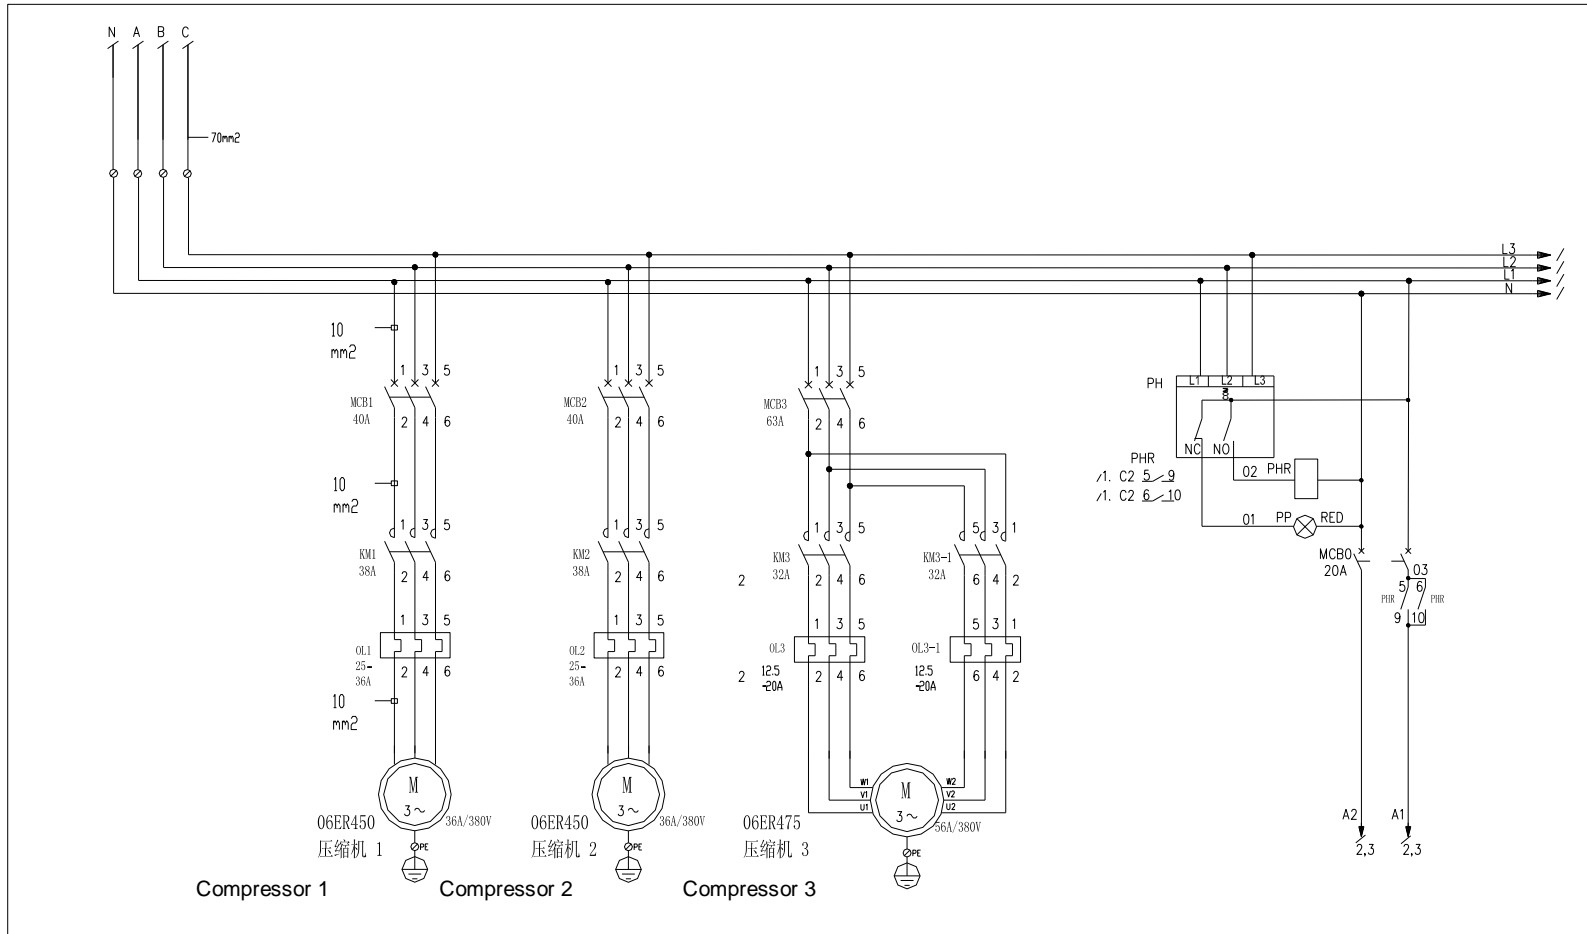 N A B C
70mm2
L3
L2
L1
N
10
mm2
1 3 5
MCB1
40A
2 4 6
10
mm2
1 3 5
KM1
38A
2 4 6
1 3 5
OL1
25-
36A
2 4 6
10
mm2
M
3~
06ER450
36A/380V
压缩机 1
PE
Compressor 1
1 3 5
MCB2
40A
2 4 6
1 3 5
KM2
38A
2 4 6
1 3 5
OL2
25-
36A
2 4 6
M
3~
06ER450
36A/380V
压缩机 2
PE
Compressor 2
1 3 5
MCB3
63A
2 4 6
1 3 5
KM3
32A
2
2 4 6
1 3 5
OL3
12.5
-20A
2
2 4 6
5 3 1
KM3-1
32A
6 4 2
5 3 1
OL3-1
12.5
-20A
6 4 2
W1
V1
U1
M
3~
W2
V2
U2
06ER475
56A/380V
压缩机 3
PE
Compressor 3
PH
L1 L2 L3
NC NO
PHR
/1. C2 5 9
/1. C2 6 10
02 PHR
01 PP RED
MCB0
20A
03
5 6
PHR PHR
9 10
A2 A1
2,3 2,3